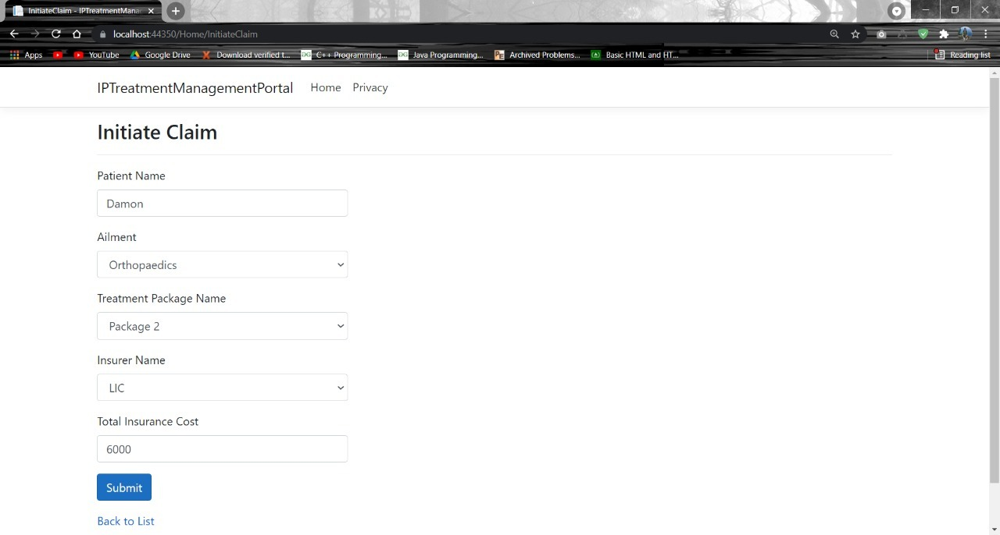 InitiateClaim - IPTreatmentMana
localhost:44350/Home/InitiateClaim
Apps YouTube Google Drive Download verified t... C++ Programming... Java Programming... Archived Problems... Basic HTML and HT... Reading list
IPTreatmentManagementPortal Home Privacy
Initiate Claim
Patient Name
Damon
Ailment
Orthopaedics
Treatment Package Name
Package 2
Insurer Name
LIC
Total Insurance Cost
6000
Submit
Back to List